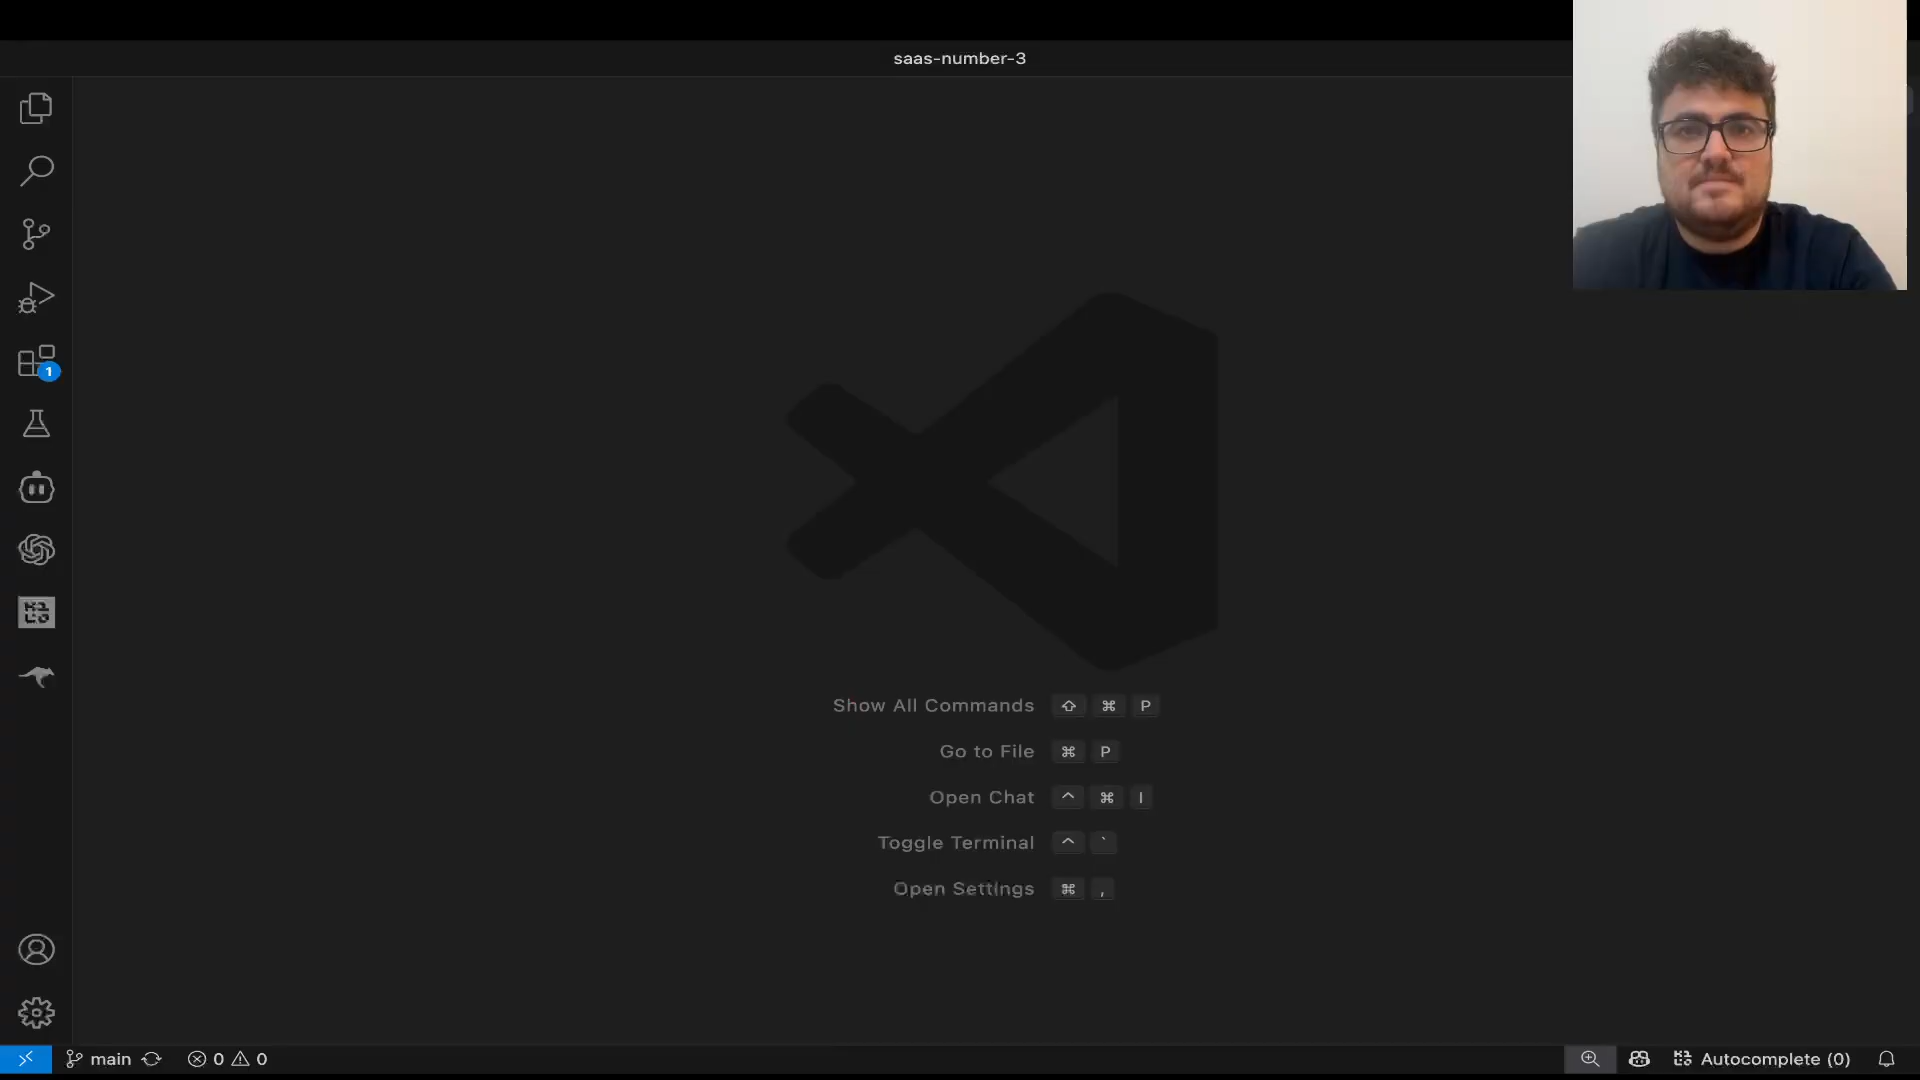 saas-number-3
1
Show All Commands ⇧ ⌘ P
Go to File ⌘ P
Open Chat ^ ⌘ I
Toggle Terminal ^ `
Open Settings ⌘ ,
main 0 0 Autocomplete (0)